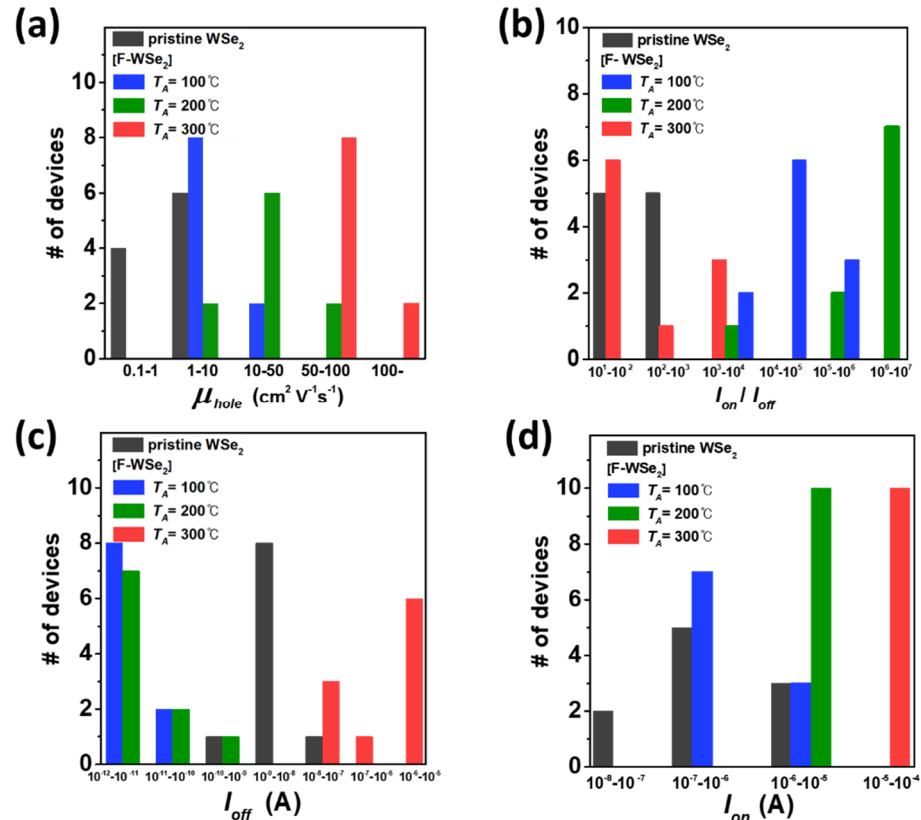 (a)
pristine WSe2
[F-WSe2]
TA= 100℃
TA= 200℃
TA= 300℃
# of devices
10
8
6
4
2
0
0.1-1 1-10 10-50 50-100 100-
μhole (cm² V⁻¹s⁻¹)
(b)
pristine WSe2
[F- WSe2]
TA= 100℃
TA= 200℃
TA= 300℃
# of devices
10
8
6
4
2
0
10¹-10² 10²-10³ 10³-10⁴ 10⁴-10⁵ 10⁵-10⁶ 10⁶-10⁷
Ion / Ioff
(c)
pristine WSe2
[F-WSe2]
TA= 100℃
TA= 200℃
TA= 300℃
# of devices
10
8
6
4
2
0
10⁻¹²-10⁻¹¹ 10⁻¹¹-10⁻¹⁰ 10⁻¹⁰-10⁻⁹ 10⁻⁹-10⁻⁸ 10⁻⁸-10⁻⁷ 10⁻⁷-10⁻⁶ 10⁻⁶-10⁻⁵
Ioff (A)
(d)
pristine WSe2
[F-WSe2]
TA= 100℃
TA= 200℃
TA= 300℃
# of devices
10
8
6
4
2
0
10⁻⁸-10⁻⁷ 10⁻⁷-10⁻⁶ 10⁻⁶-10⁻⁵ 10⁻⁵-10⁻⁴
Ion (A)